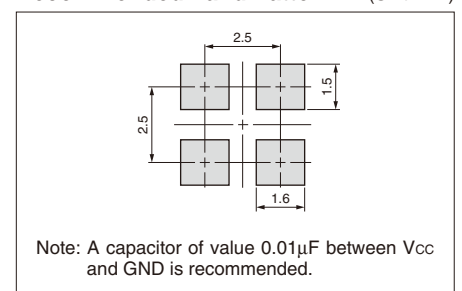 2.5
1.5
2.5
1.6
Note: A capacitor of value 0.01μF between Vcc
and GND is recommended.